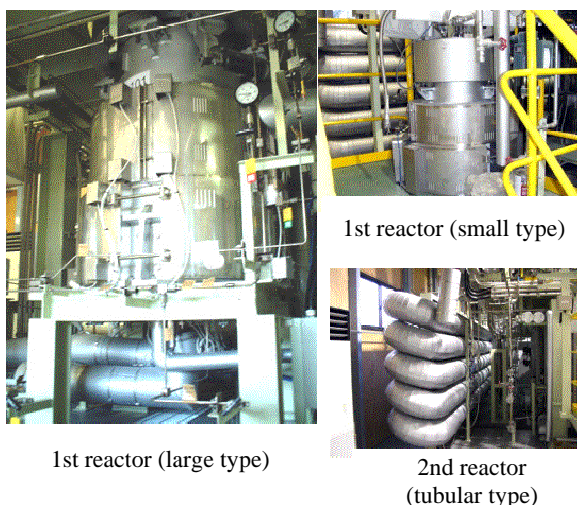 1st reactor (small type)
1st reactor (large type)
2nd reactor
(tubular type)